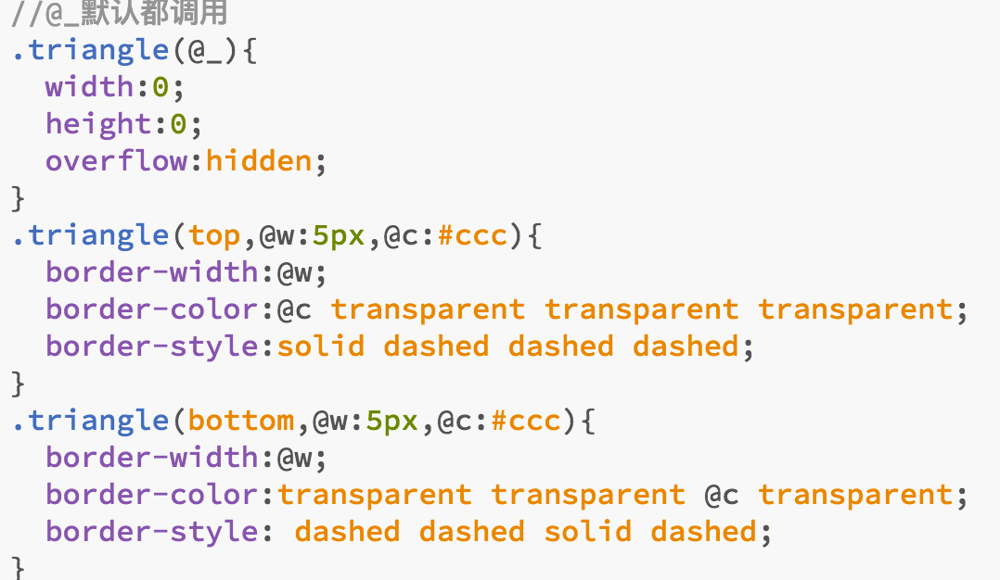 //@_默认都调用
.triangle(@_){
  width:0;
  height:0;
  overflow:hidden;
}
.triangle(top,@w:5px,@c:#ccc){
  border-width:@w;
  border-color:@c transparent transparent transparent;
  border-style:solid dashed dashed dashed;
}
.triangle(bottom,@w:5px,@c:#ccc){
  border-width:@w;
  border-color:transparent transparent @c transparent;
  border-style: dashed dashed solid dashed;
}